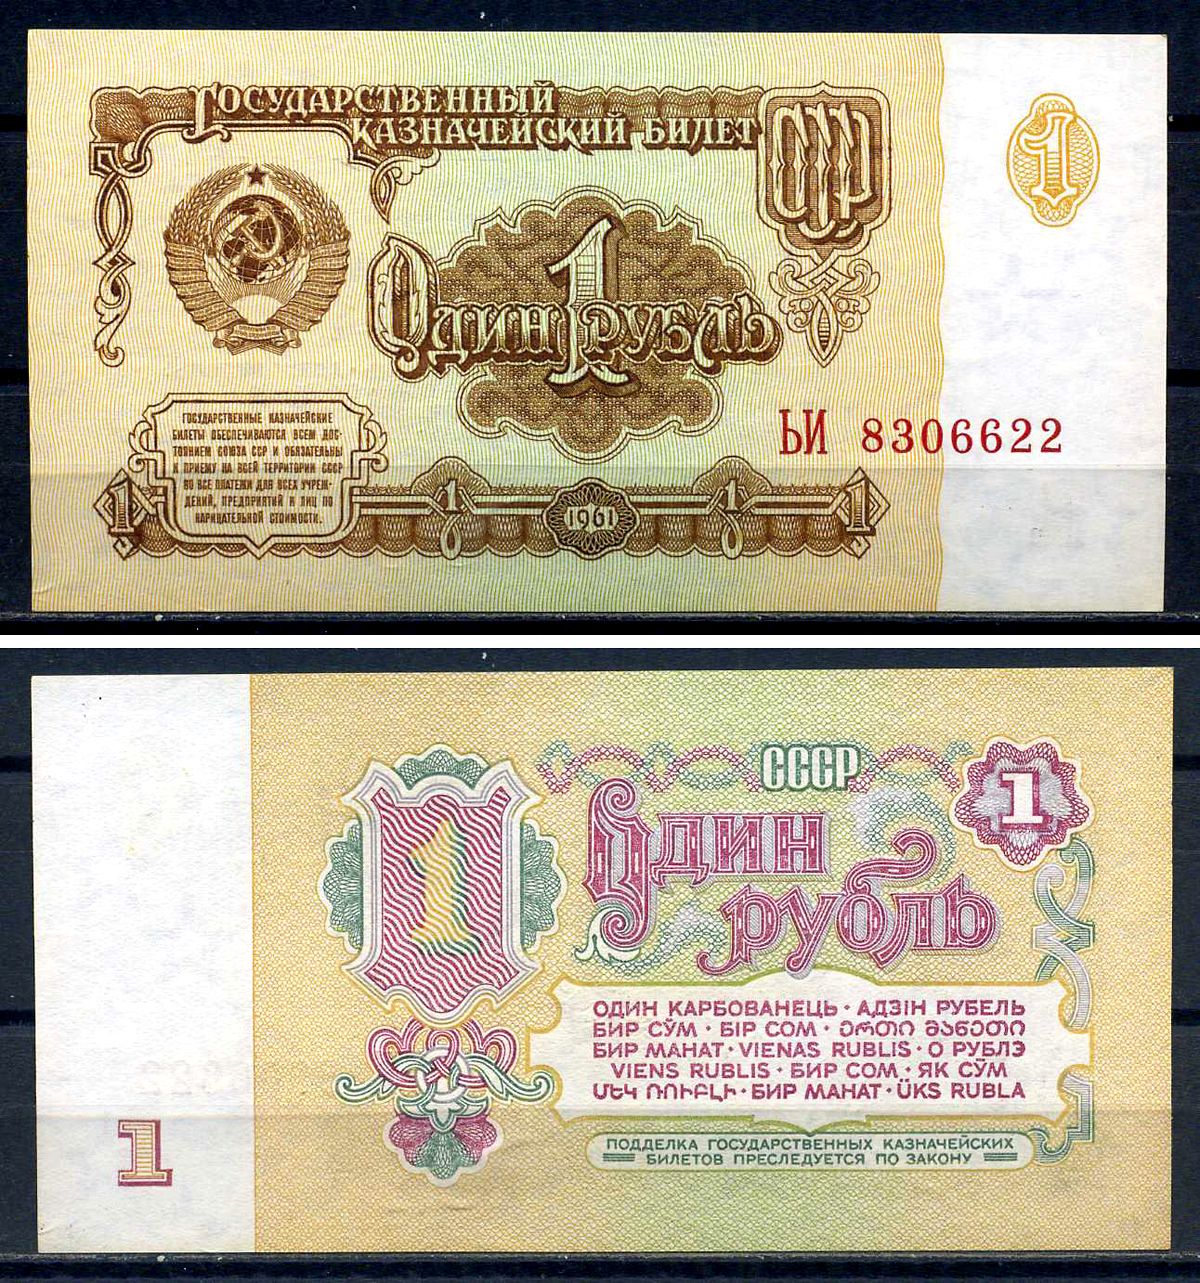 ГОСУДАРСТВЕННЫЙ
КАЗНАЧЕЙСКИЙ БИЛЕТ
СССР
1
ОДИН 1 РУБЛЬ
ЬИ 8306622
ГОСУДАРСТВЕННЫЕ КАЗНАЧЕЙСКИЕ
БИЛЕТЫ ОБЕСПЕЧИВАЮТСЯ ВСЕМ ДОС-
ТОЯНИЕМ СОЮЗА ССР И ОБЯЗАТЕЛЬНЫ
К ПРИЕМУ НА ВСЕЙ ТЕРРИТОРИИ СССР
ВО ВСЕ ПЛАТЕЖИ ДЛЯ ВСЕХ УЧРЕЖ-
ДЕНИЙ, ПРЕДПРИЯТИЙ И ЛИЦ ПО
НАРИЦАТЕЛЬНОЙ СТОИМОСТИ.
1 1 1961 1 1
СССР
1
1
ОДИН
РУБЛЬ
ОДИН КАРБОВАНЕЦЬ · АДЗІН РУБЕЛЬ
БИР СЎМ · БІР СОМ · ᲔᲠᲗᲘ ᲛᲐᲜᲔᲗᲘ
БИР МАНАТ · VIENAS RUBLIS · О РУБЛЭ
VIENS RUBLIS · БИР СОМ · ЯК СӮМ
ՄԵԿ ՌՈՒԲԼԻ · БИР МАНАТ · ÜKS RUBLA
1
ПОДДЕЛКА ГОСУДАРСТВЕННЫХ КАЗНАЧЕЙСКИХ
БИЛЕТОВ ПРЕСЛЕДУЕТСЯ ПО ЗАКОНУ